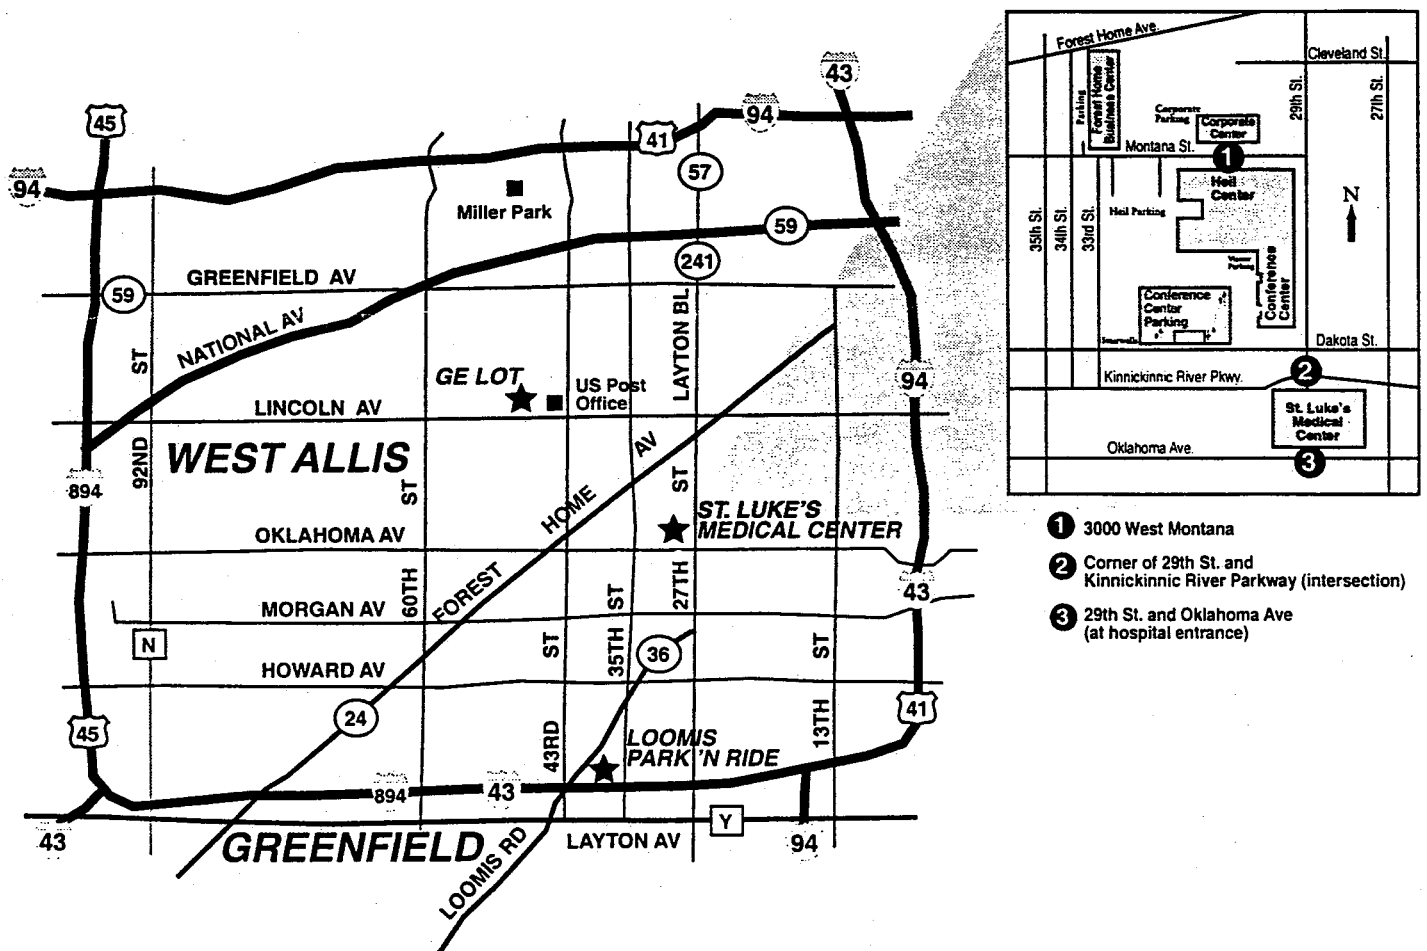 45
94
41
94
43
57
Miller Park
59
241
GREENFIELD AV
59
NATIONAL AV
LAYTON BL
92ND ST
GE LOT
US Post
Office
94
LINCOLN AV
WEST ALLIS
894
FOREST HOME AV
60TH ST
ST. LUKE'S
MEDICAL CENTER
OKLAHOMA AV
27TH ST
43
MORGAN AV
N
35TH ST
36
HOWARD AV
43RD ST
13TH ST
24
45
41
LOOMIS
PARK 'N RIDE
894
43
43
GREENFIELD
LOOMIS RD
LAYTON AV
Y
94
Forest Home Ave.
Cleveland St.
Parking
Forest Home
Business Center
Corporate
Parking
Corporate
Center
29th St.
27th St.
Montana St.
1
Heil
Center
35th St.
34th St.
33rd St.
Heil Parking
N
Visitor
Parking
Conference
Center
Conference
Center
Parking
Dakota St.
2
Kinnickinnic River Pkwy.
St. Luke's
Medical
Center
Oklahoma Ave.
3
1 3000 West Montana
2 Corner of 29th St. and
Kinnickinnic River Parkway (intersection)
3 29th St. and Oklahoma Ave
(at hospital entrance)